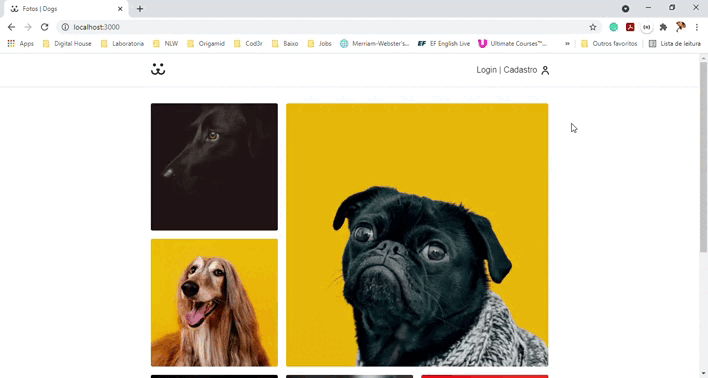 Fotos | Dogs
localhost:3000
Apps Digital House Laboratoria NLW Origamid Cod3r Baixo Jobs Merriam-Webster's... EF EF English Live Ultimate Courses™... » Outros favoritos Lista de leitura
Login | Cadastro